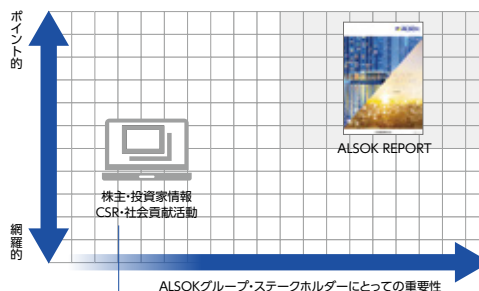 ポイント的
ALSOK REPORT
株主・投資家情報
CSR・社会貢献活動
網羅的
ALSOKグループ・ステークホルダーにとっての重要性